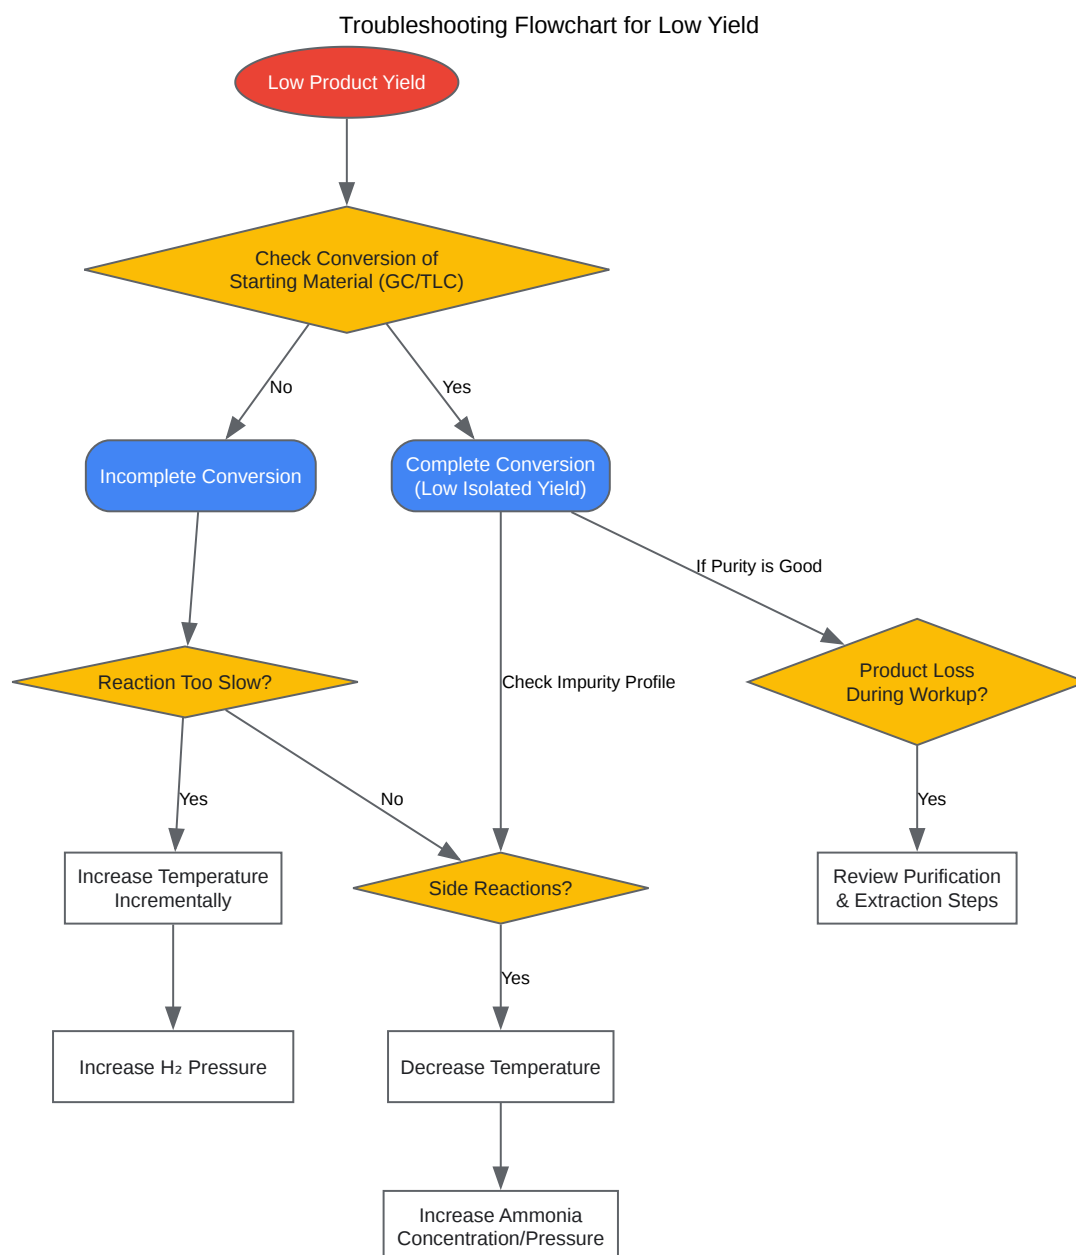 Troubleshooting Flowchart for Low Yield
Low Product Yield
Check Conversion of
Starting Material (GC/TLC)
No
Yes
Incomplete Conversion
Complete Conversion
(Low Isolated Yield)
If Purity is Good
Reaction Too Slow?
Check Impurity Profile
Product Loss
During Workup?
Yes
No
Yes
Increase Temperature
Incrementally
Side Reactions?
Review Purification
& Extraction Steps
Yes
Increase H₂ Pressure
Decrease Temperature
Increase Ammonia
Concentration/Pressure